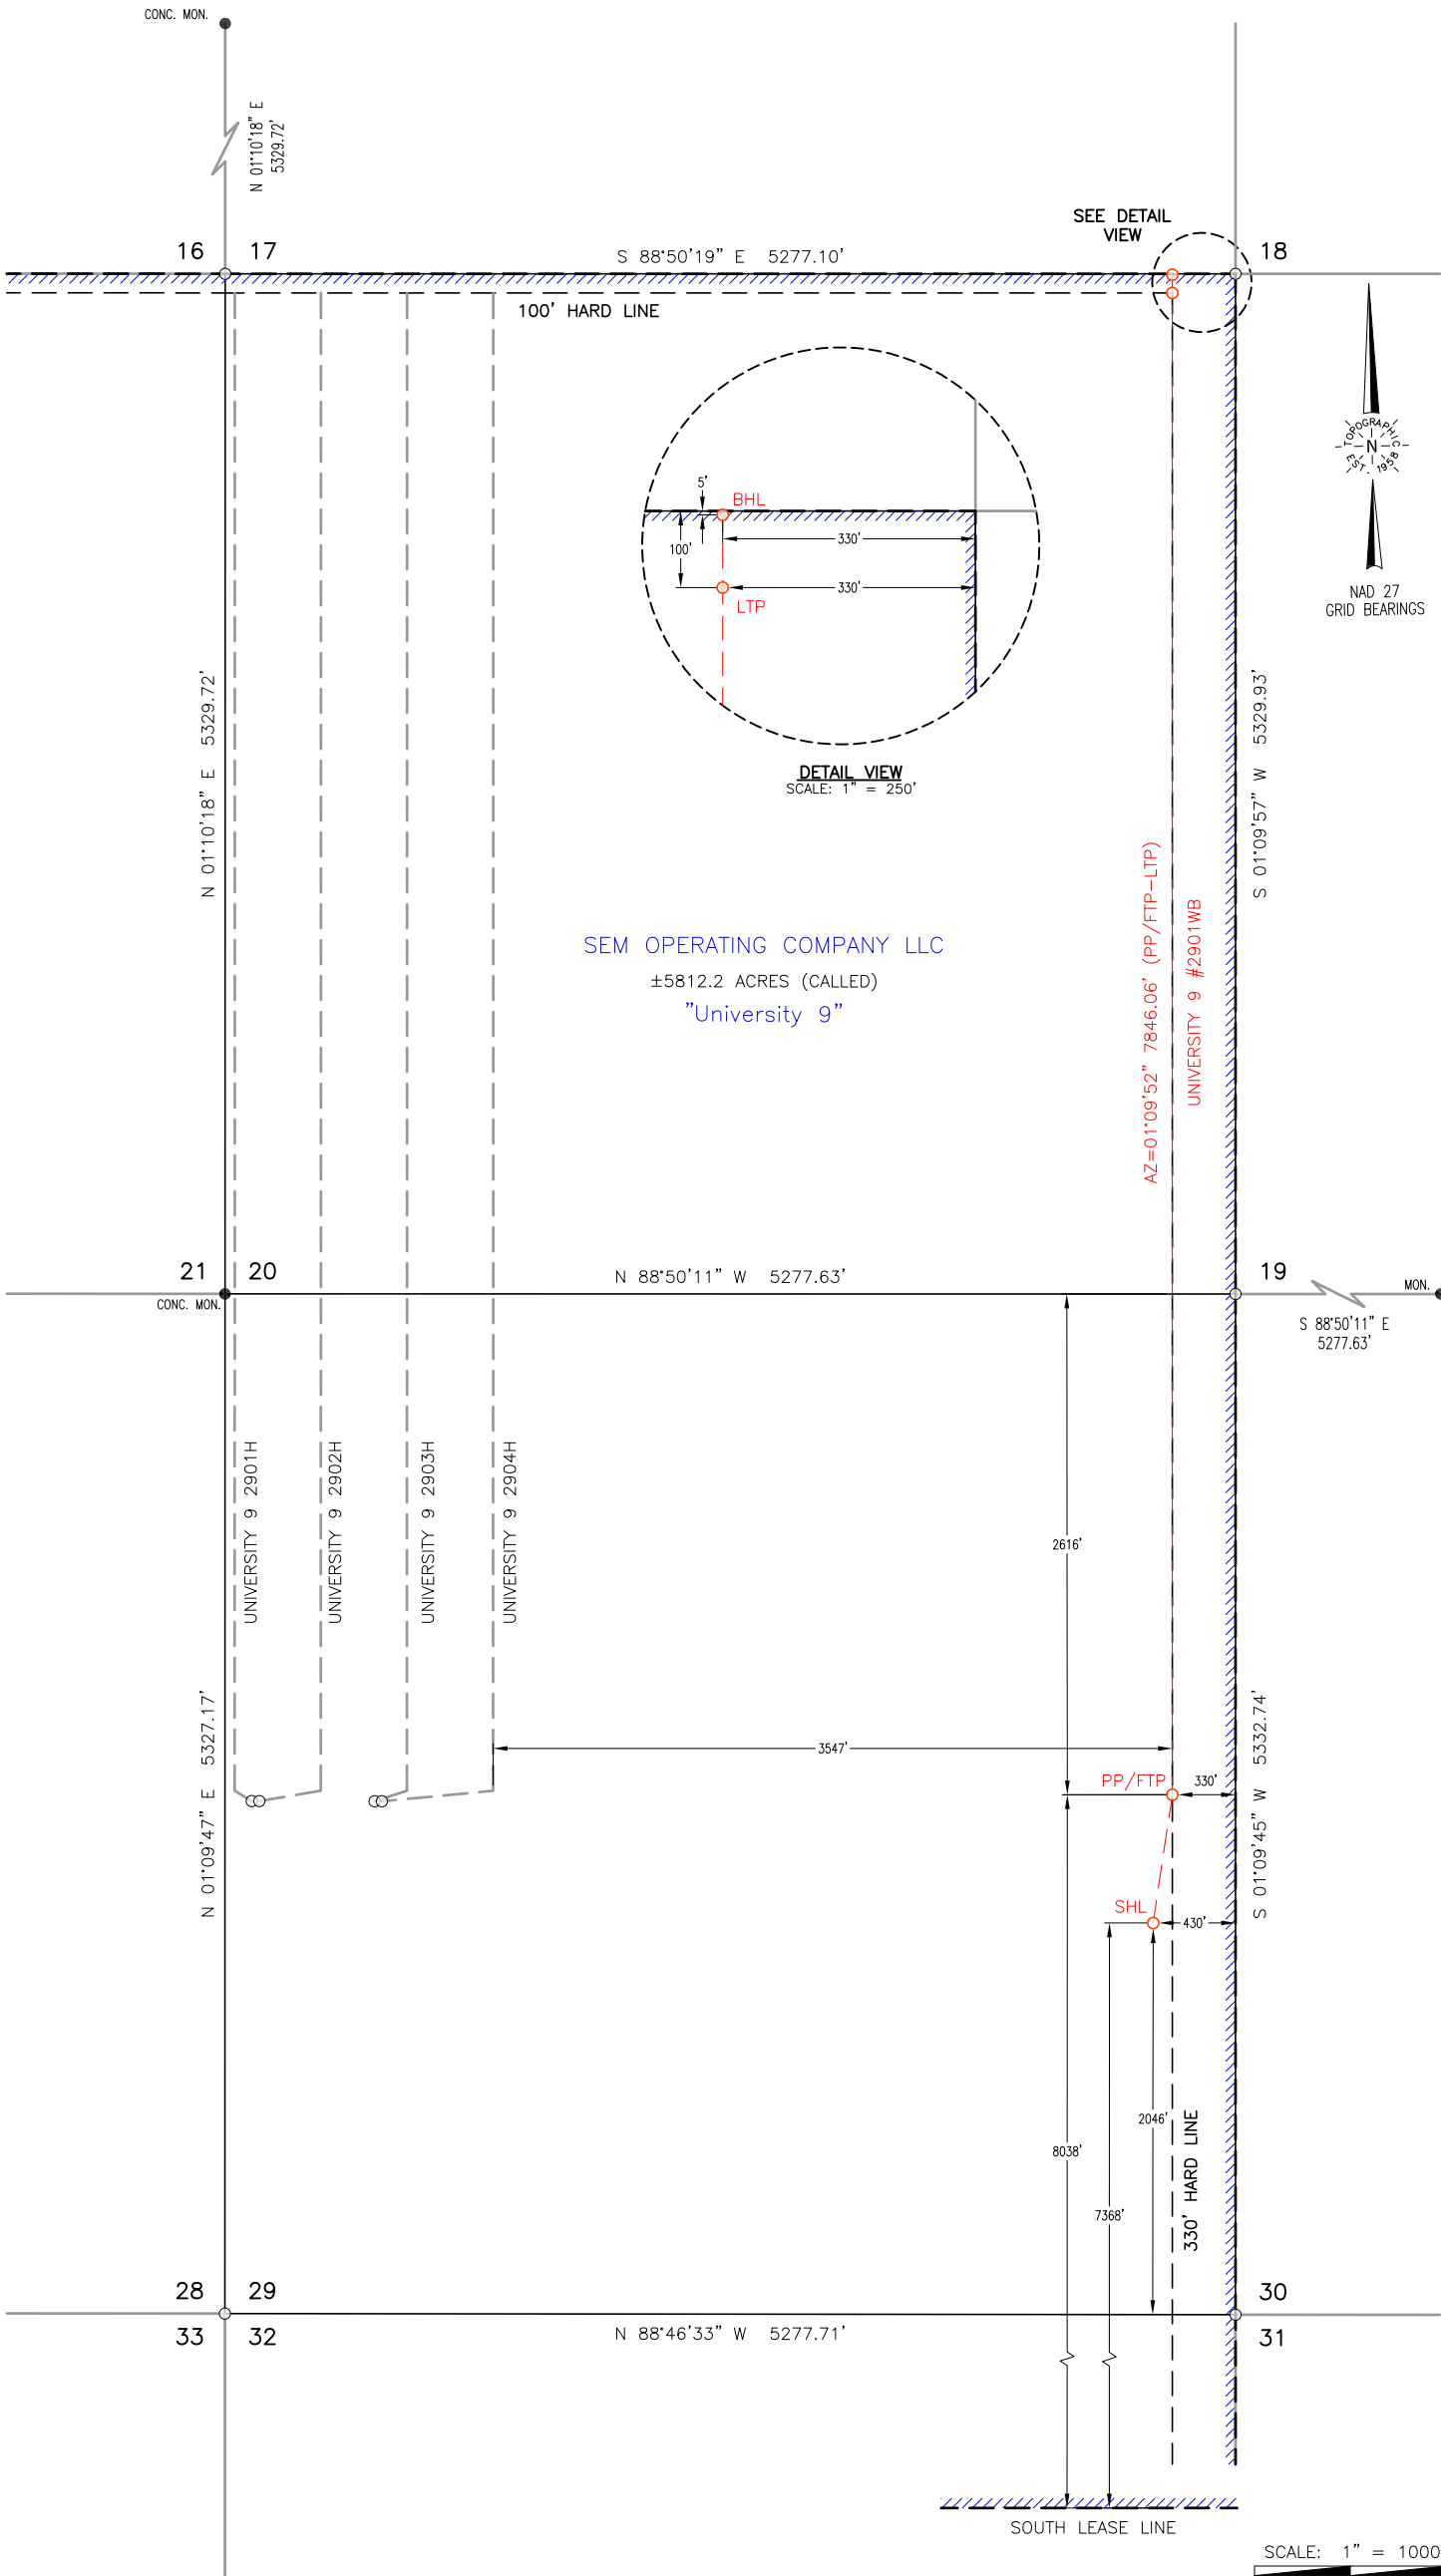 CONC. MON.
N 01°10'18" E
5329.72'
SEE DETAIL
VIEW
16
17
S 88°50'19" E 5277.10'
18
100' HARD LINE
5'
BHL
330'
100'
330'
LTP
DETAIL VIEW
SCALE: 1" = 250'
TOPOGRAPHIC
N
EST. 1958
NAD 27
GRID BEARINGS
N 01°10'18" E 5329.72'
S 01°09'57" W 5329.93'
SEM OPERATING COMPANY LLC
±5812.2 ACRES (CALLED)
"University 9"
AZ=01°09'52" 7846.06' (PP/FTP-LTP)
UNIVERSITY 9 #2901WB
21
20
N 88°50'11" W 5277.63'
19
CONC. MON.
MON.
S 88°50'11" E
5277.63'
UNIVERSITY 9 2901H
UNIVERSITY 9 2902H
UNIVERSITY 9 2903H
UNIVERSITY 9 2904H
2616'
N 01°09'47" E 5327.17'
S 01°09'45" W 5332.74'
3547'
PP/FTP
330'
SHL
430'
2046'
8038'
7368'
330' HARD LINE
28
29
30
33
32
N 88°46'33" W 5277.71'
31
SOUTH LEASE LINE
SCALE: 1" = 1000